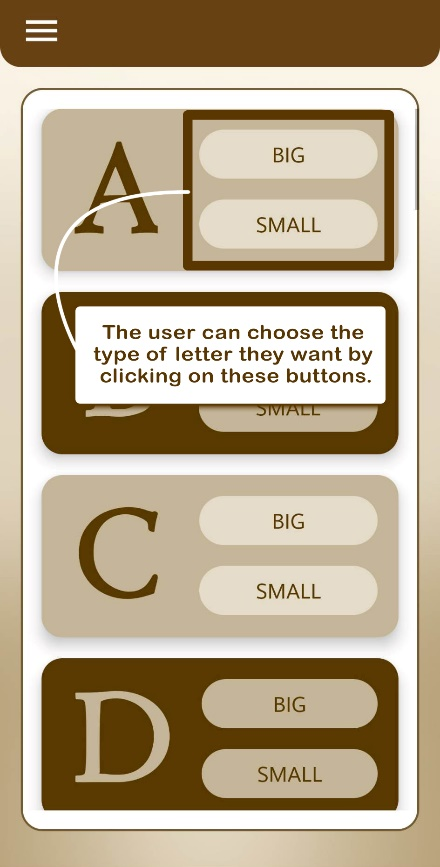 A
BIG
SMALL
The user can choose the
type of letter they want by
clicking on these buttons.
SMALL
C
BIG
SMALL
D
BIG
SMALL